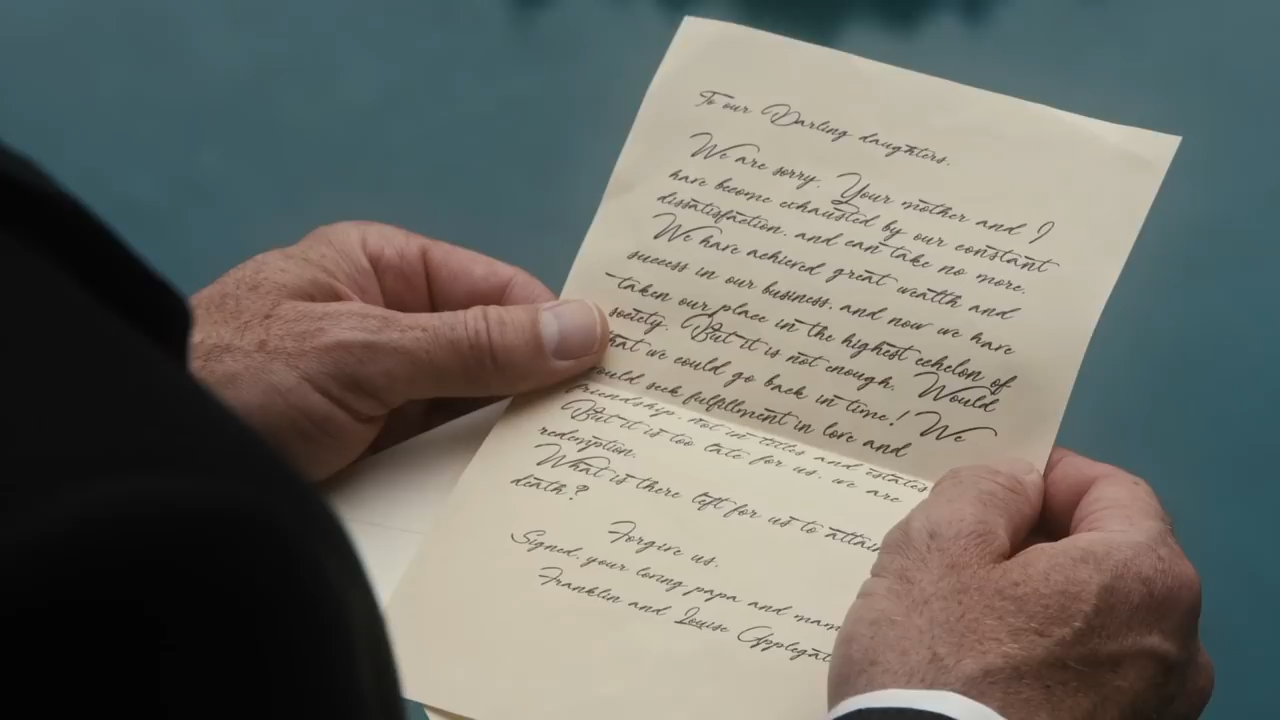 To our Darling daughters.
We are sorry. Your mother and I
have become exhausted by our constant
dissatisfaction, and can take no more.
We have achieved great wealth and
success in our business, and now we have
taken our place in the highest echelon of
society. But it is not enough. Would
hat we could go back in time! We
ould seek fulfillment in love and
friendship, not in titles and estates
But it is too late for us, we are
redemption.
What is there left for us to attain
death?
Forgive us,
Signed, your loving papa and mam
Franklin and Louise Applegat